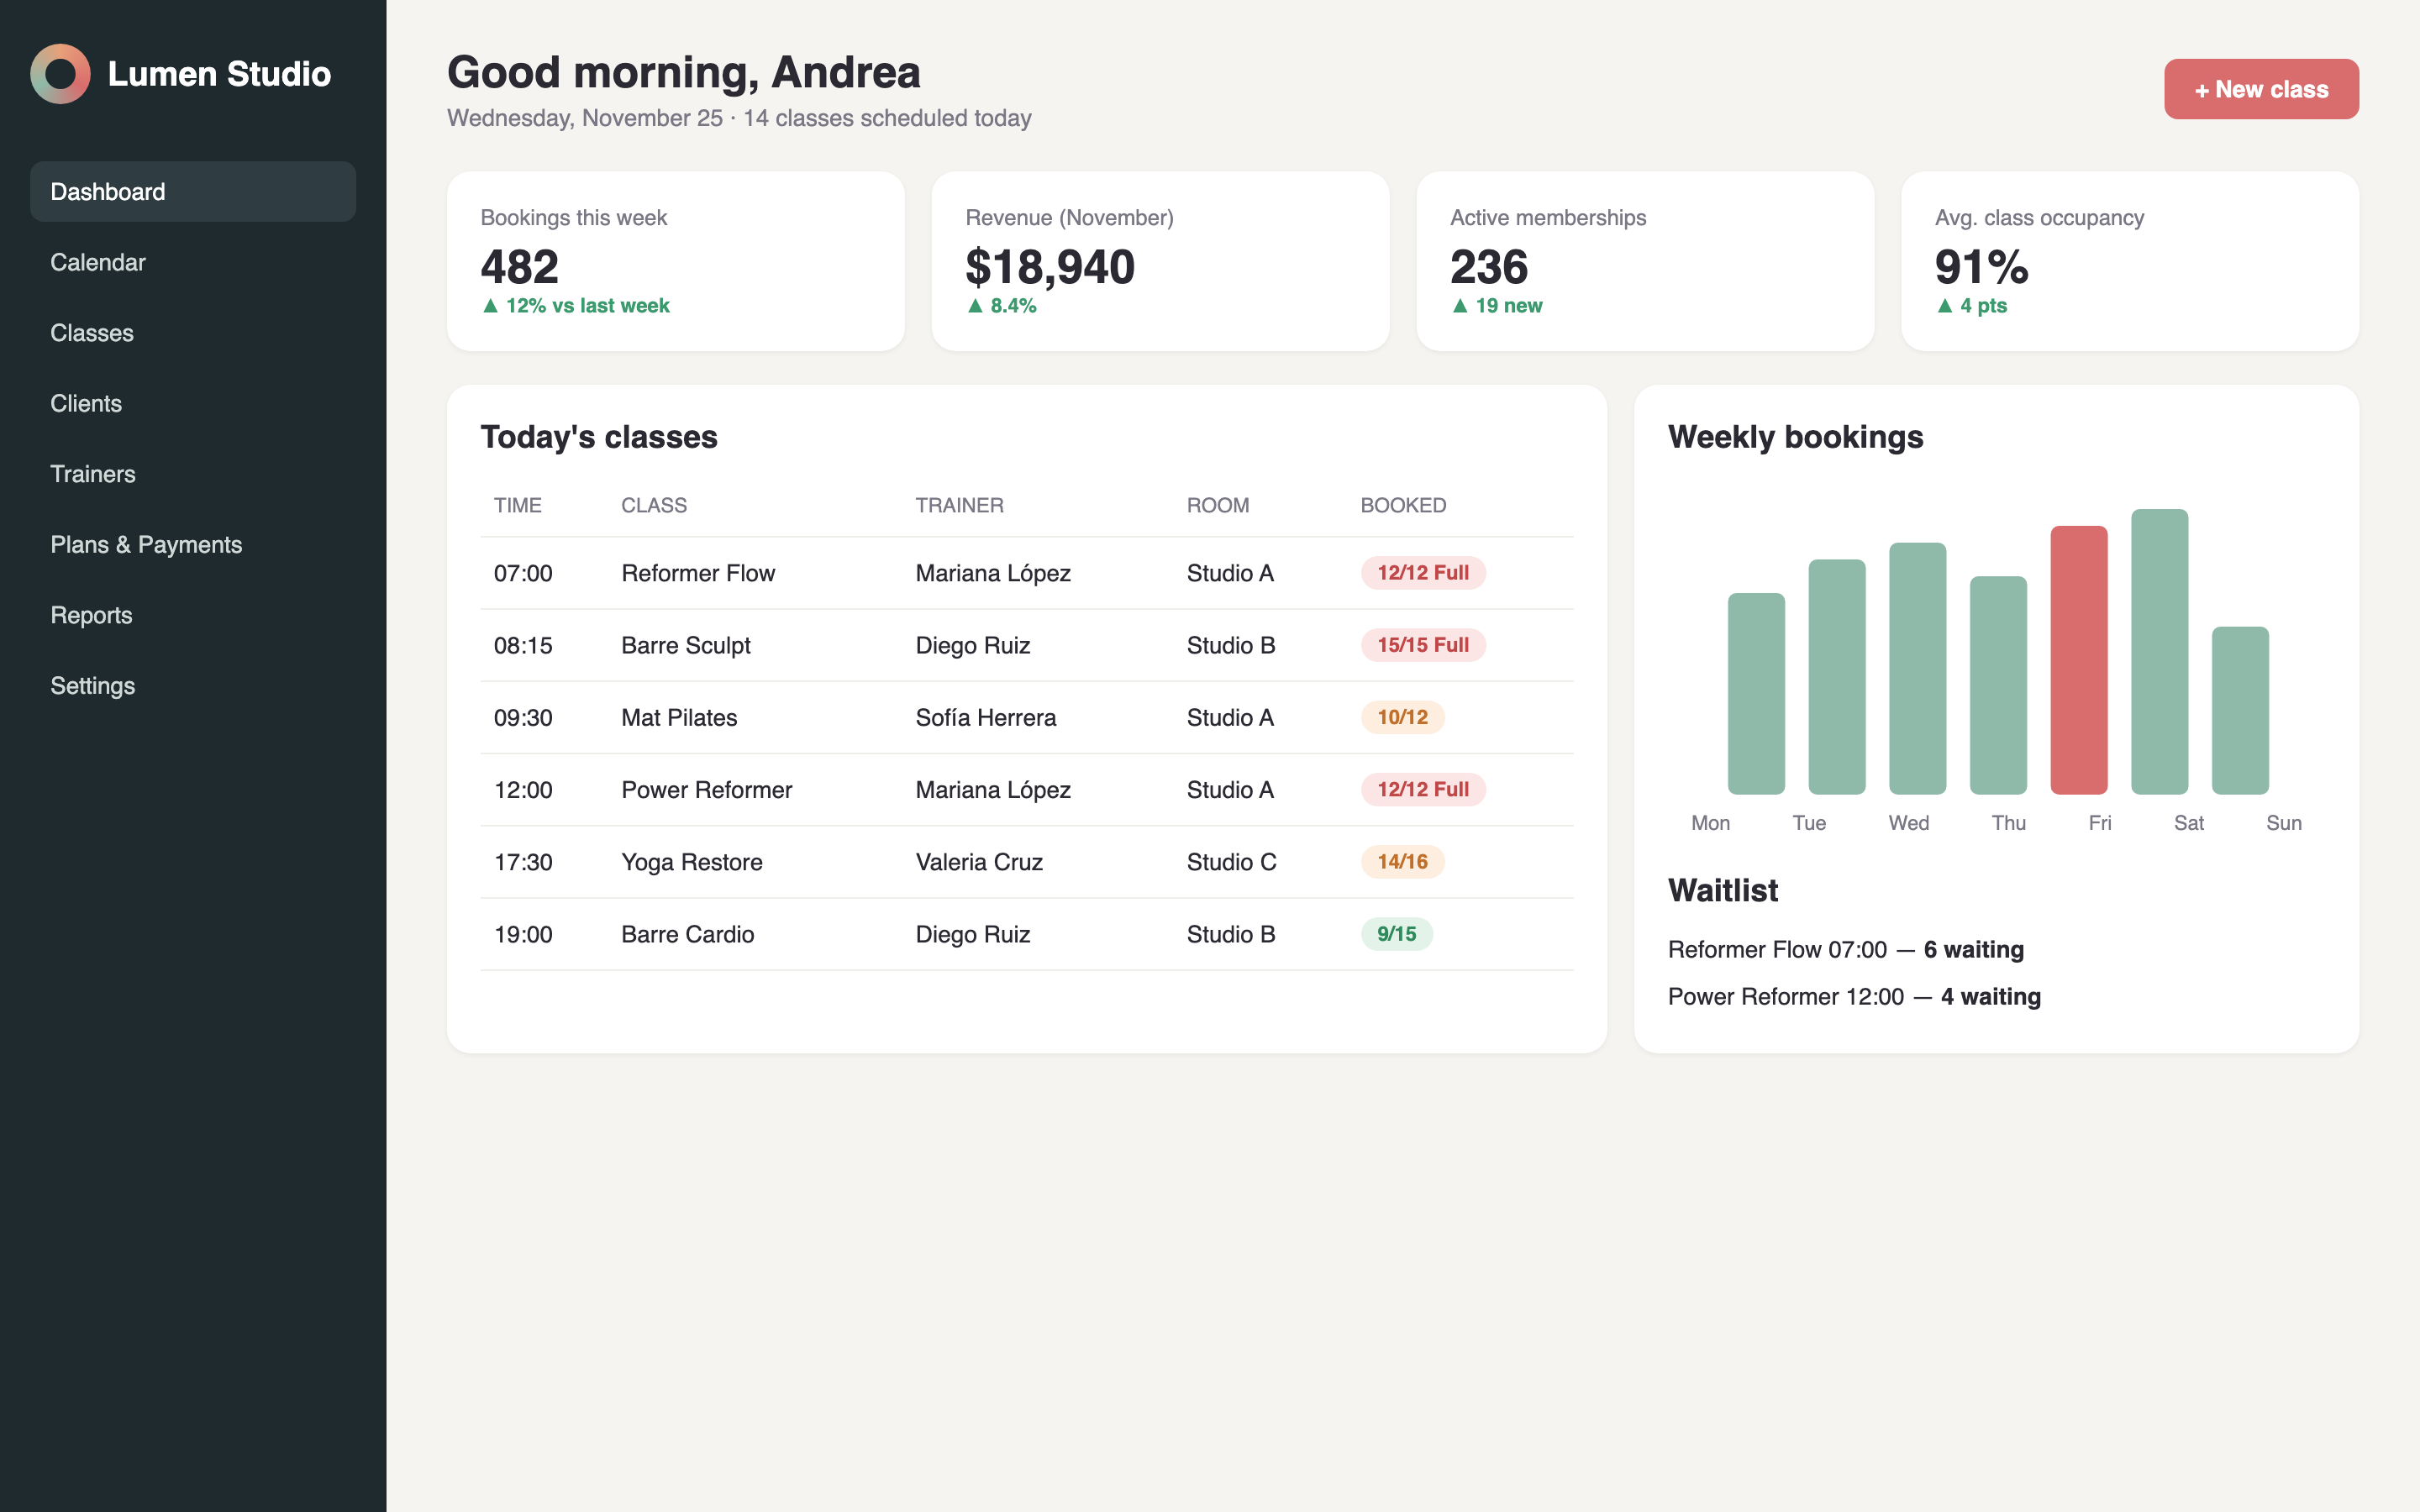 Lumen Studio
Dashboard
Calendar
Classes
Clients
Trainers
Plans & Payments
Reports
Settings
Good morning, Andrea
Wednesday, November 25 · 14 classes scheduled today
+ New class
Bookings this week
482
▲ 12% vs last week
Revenue (November)
$18,940
▲ 8.4%
Active memberships
236
▲ 19 new
Avg. class occupancy
91%
▲ 4 pts
Today's classes
TIME CLASS TRAINER ROOM BOOKED
07:00 Reformer Flow Mariana López Studio A 12/12 Full
08:15 Barre Sculpt Diego Ruiz Studio B 15/15 Full
09:30 Mat Pilates Sofía Herrera Studio A 10/12
12:00 Power Reformer Mariana López Studio A 12/12 Full
17:30 Yoga Restore Valeria Cruz Studio C 14/16
19:00 Barre Cardio Diego Ruiz Studio B 9/15
Weekly bookings
Mon Tue Wed Thu Fri Sat Sun
Waitlist
Reformer Flow 07:00 — 6 waiting
Power Reformer 12:00 — 4 waiting